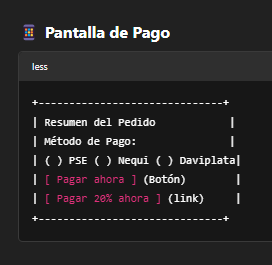 Pantalla de Pago
less
+------------------------------+
| Resumen del Pedido            |
| Método de Pago:               |
| ( ) PSE ( ) Nequi ( ) Daviplata|
| [ Pagar ahora ] (Botón)        |
| [ Pagar 20% ahora ] (link)     |
+------------------------------+